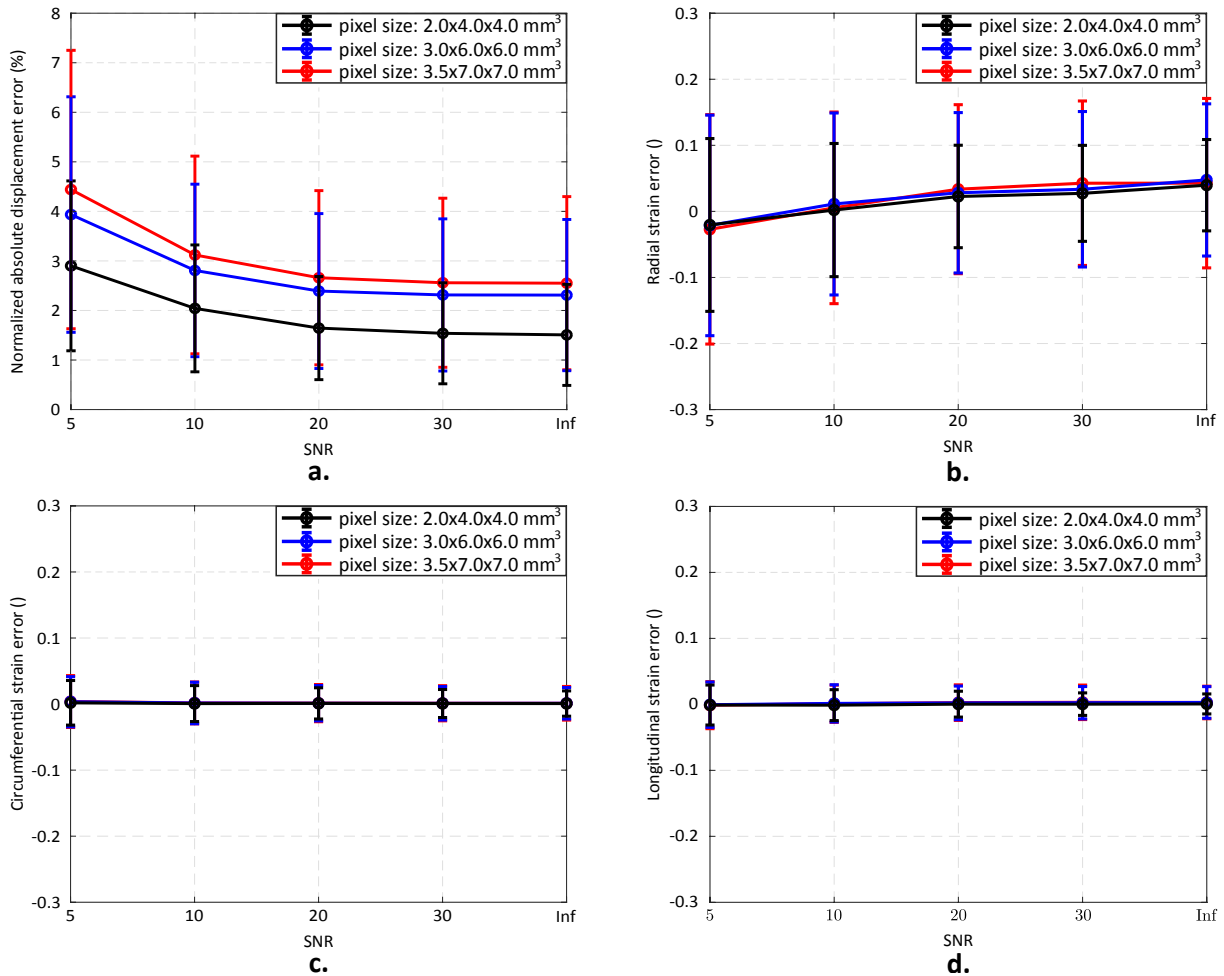 8
7
6
5
4
3
2
1
0
Normalized absolute displacement error (%)
pixel size: 2.0x4.0x4.0 mm³
pixel size: 3.0x6.0x6.0 mm³
pixel size: 3.5x7.0x7.0 mm³
5 10 20 30 Inf
SNR
a.
0.3
0.2
0.1
0
-0.1
-0.2
-0.3
Radial strain error ()
pixel size: 2.0x4.0x4.0 mm³
pixel size: 3.0x6.0x6.0 mm³
pixel size: 3.5x7.0x7.0 mm³
5 10 20 30 Inf
SNR
b.
0.3
0.2
0.1
0
-0.1
-0.2
-0.3
Circumferential strain error ()
pixel size: 2.0x4.0x4.0 mm³
pixel size: 3.0x6.0x6.0 mm³
pixel size: 3.5x7.0x7.0 mm³
5 10 20 30 Inf
SNR
c.
0.3
0.2
0.1
0
-0.1
-0.2
-0.3
Longitudinal strain error ()
pixel size: 2.0x4.0x4.0 mm³
pixel size: 3.0x6.0x6.0 mm³
pixel size: 3.5x7.0x7.0 mm³
5 10 20 30 Inf
SNR
d.